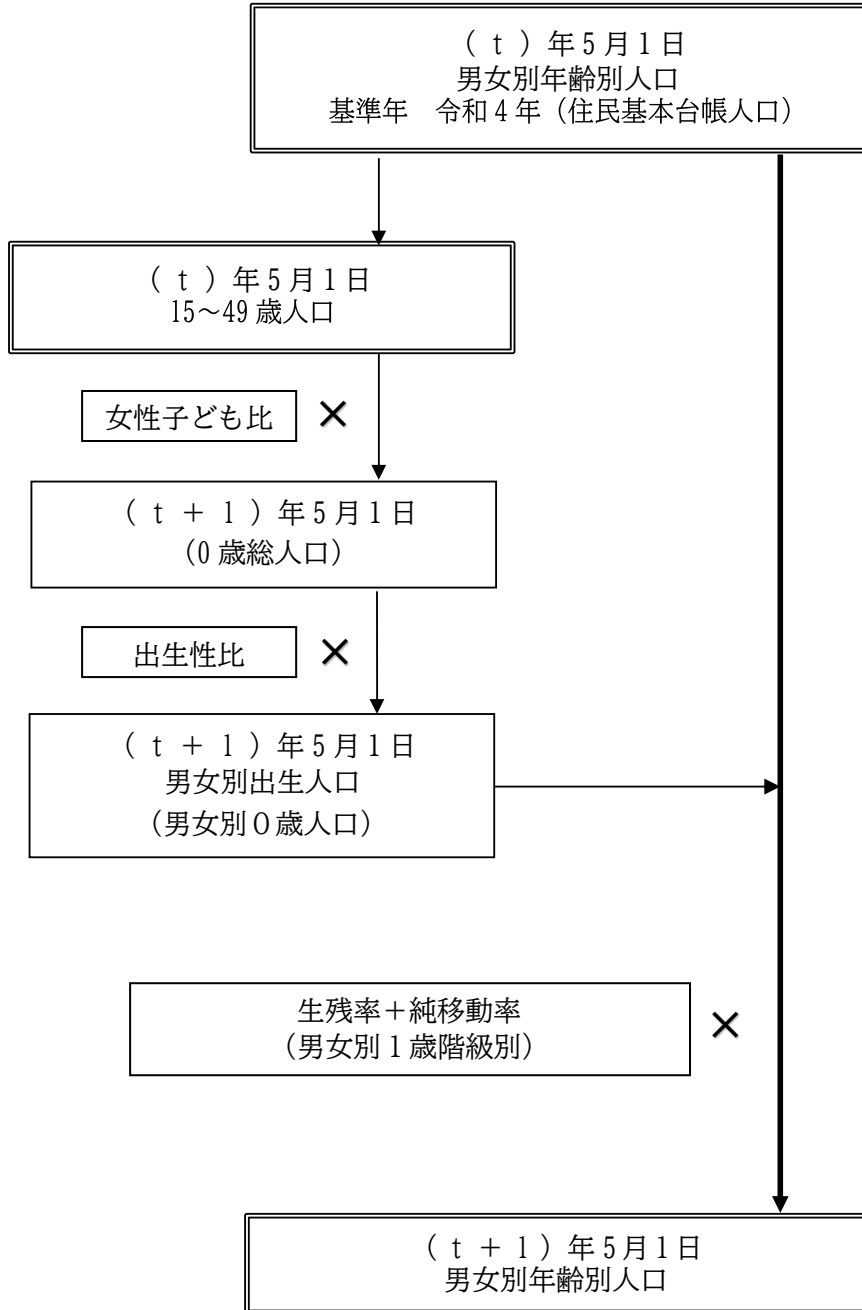 （ｔ）年５月１日
男女別年齢別人口
基準年　令和４年（住民基本台帳人口）
（ｔ）年５月１日
15～49 歳人口
女性子ども比
×
（ｔ＋１）年５月１日
（0 歳総人口）
出生性比
×
（ｔ＋１）年５月１日
男女別出生人口
（男女別０歳人口）
生残率＋純移動率
（男女別１歳階級別）
×
（ｔ＋１）年５月１日
男女別年齢別人口